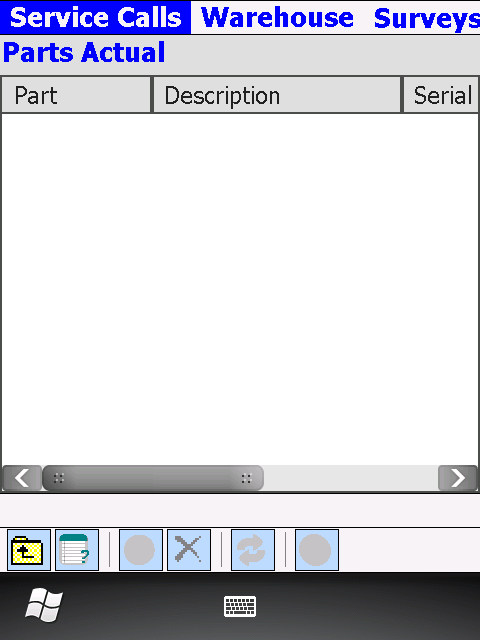 Service Calls Warehouse Surveys
Parts Actual
Part Description Serial
?